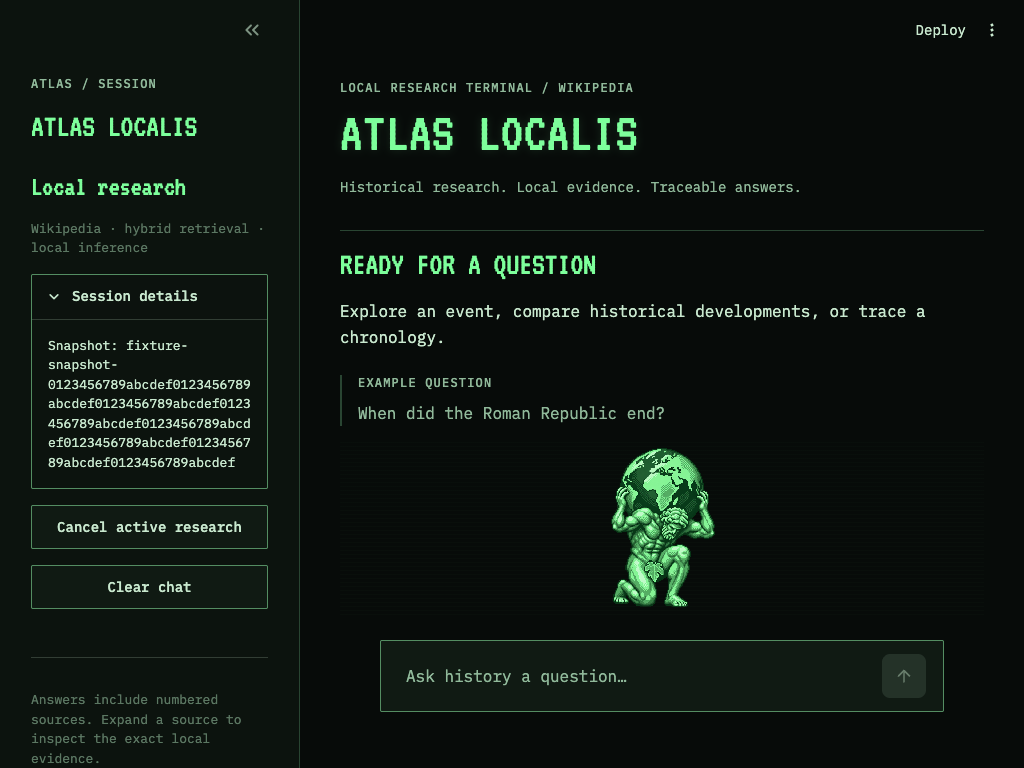 ATLAS / SESSION
ATLAS LOCALIS
Local research
Wikipedia · hybrid retrieval ·
local inference
Session details
Snapshot: fixture-
snapshot-
0123456789abcdef0123456789
abcdef0123456789abcdef0123
456789abcdef0123456789abcd
ef0123456789abcdef01234567
89abcdef0123456789abcdef
Cancel active research
Clear chat
Answers include numbered
sources. Expand a source to
inspect the exact local
evidence.
Deploy
LOCAL RESEARCH TERMINAL / WIKIPEDIA
ATLAS LOCALIS
Historical research. Local evidence. Traceable answers.
READY FOR A QUESTION
Explore an event, compare historical developments, or trace a
chronology.
EXAMPLE QUESTION
When did the Roman Republic end?
Ask history a question…